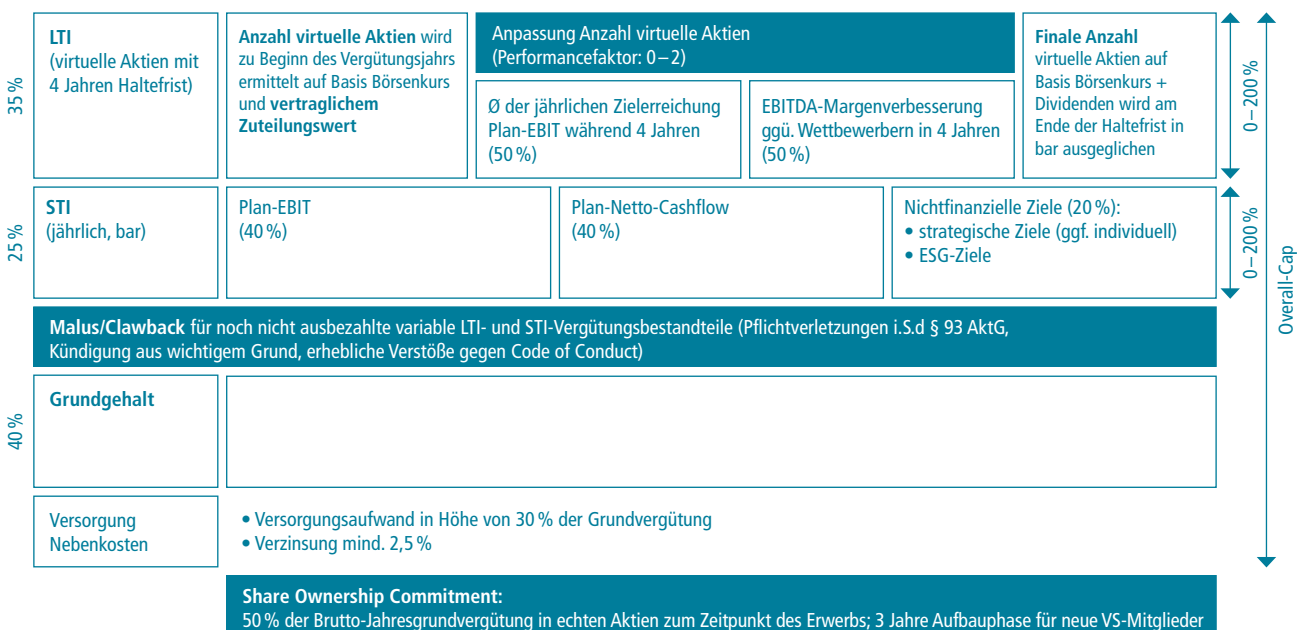 35 %
LTI
(virtuelle Aktien mit
4 Jahren Haltefrist)
Anzahl virtuelle Aktien wird
zu Beginn des Vergütungsjahrs
ermittelt auf Basis Börsenkurs
und vertraglichem
Zuteilungswert
Anpassung Anzahl virtuelle Aktien
(Performancefaktor: 0 – 2)
Ø der jährlichen Zielerreichung
Plan-EBIT während 4 Jahren
(50 %)
EBITDA-Margenverbesserung
ggü. Wettbewerbern in 4 Jahren
(50 %)
Finale Anzahl
virtuelle Aktien auf
Basis Börsenkurs +
Dividenden wird am
Ende der Haltefrist in
bar ausgeglichen
0 – 200 %
25 %
STI
(jährlich, bar)
Plan-EBIT
(40 %)
Plan-Netto-Cashflow
(40 %)
Nichtfinanzielle Ziele (20 %):
• strategische Ziele (ggf. individuell)
• ESG-Ziele
0 – 200 %
Overall-Cap
Malus/Clawback für noch nicht ausbezahlte variable LTI- und STI-Vergütungsbestandteile (Pflichtverletzungen i.S.d § 93 AktG,
Kündigung aus wichtigem Grund, erhebliche Verstöße gegen Code of Conduct)
40 %
Grundgehalt
Versorgung
Nebenkosten
• Versorgungsaufwand in Höhe von 30 % der Grundvergütung
• Verzinsung mind. 2,5 %
Share Ownership Commitment:
50 % der Brutto-Jahresgrundvergütung in echten Aktien zum Zeitpunkt des Erwerbs; 3 Jahre Aufbauphase für neue VS-Mitglieder